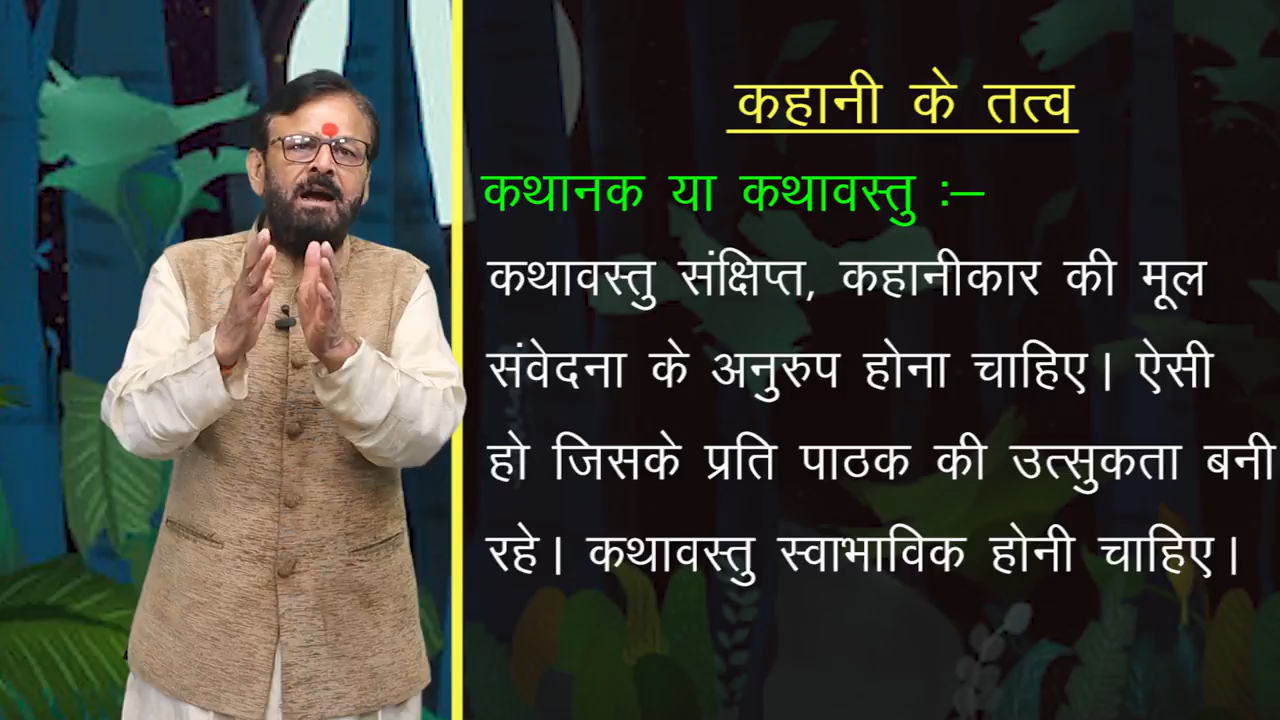 कहानी के तत्व
कथानक या कथावस्तु :–
कथावस्तु संक्षिप्त, कहानीकार की मूल
संवेदना के अनुरुप होना चाहिए। ऐसी
हो जिसके प्रति पाठक की उत्सुकता बनी
रहे। कथावस्तु स्वाभाविक होनी चाहिए।